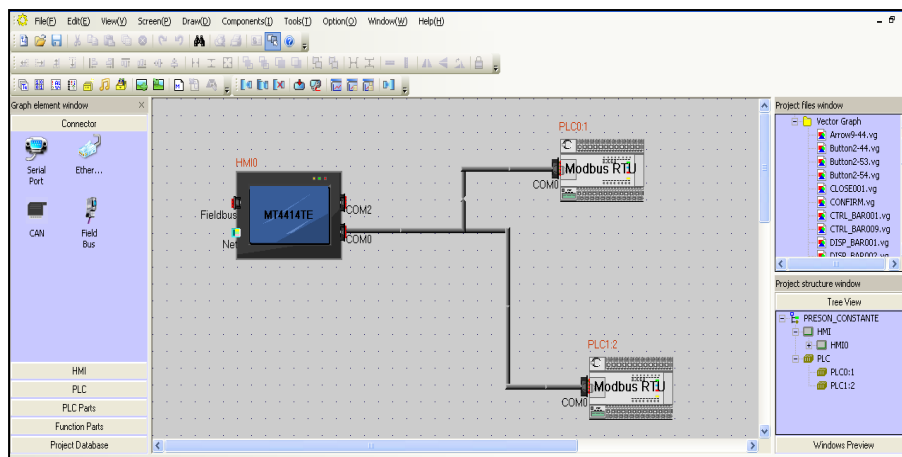 File(F) Edit(E) View(V) Screen(P) Draw(D) Components(I) Tools(T) Option(O) Window(W) Help(H)
Graph element window
Connector
Serial Port
Ether...
CAN
Field Bus
HMI
PLC
PLC Parts
Function Parts
Project Database
HMI0
MT4414TE
Fieldbus
Net
COM2
COM0
PLC0:1
Modbus RTU
COM0
PLC1:2
Modbus RTU
COM0
Project files window
Vector Graph
Arrow9-44.vg
Button2-44.vg
Button2-53.vg
Button2-54.vg
CLOSE001.vg
CONFIRM.vg
CTRL_BAR001.vg
CTRL_BAR009.vg
DISP_BAR001.vg
DISP_BAR002.vg
Project structure window
Tree View
PRESON_CONSTANTE
HMI
HMI0
PLC
PLC0:1
PLC1:2
Windows Preview